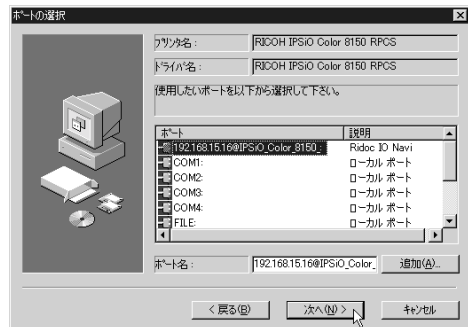 ポートの選択
プリンタ名: RICOH IPSiO Color 8150 RPCS
ドライバ名: RICOH IPSiO Color 8150 RPCS
使用したいポートを以下から選択して下さい。
ポート 説明
192.168.15.16@IPSiO_Color_8150_: Ridoc IO Navi
COM1: ローカル ポート
COM2: ローカル ポート
COM3: ローカル ポート
COM4: ローカル ポート
FILE: ローカル ポート
ポート名: 192.168.15.16@IPSiO_Color_ 追加(A)...
< 戻る(B) 次へ(N) > キャンセル